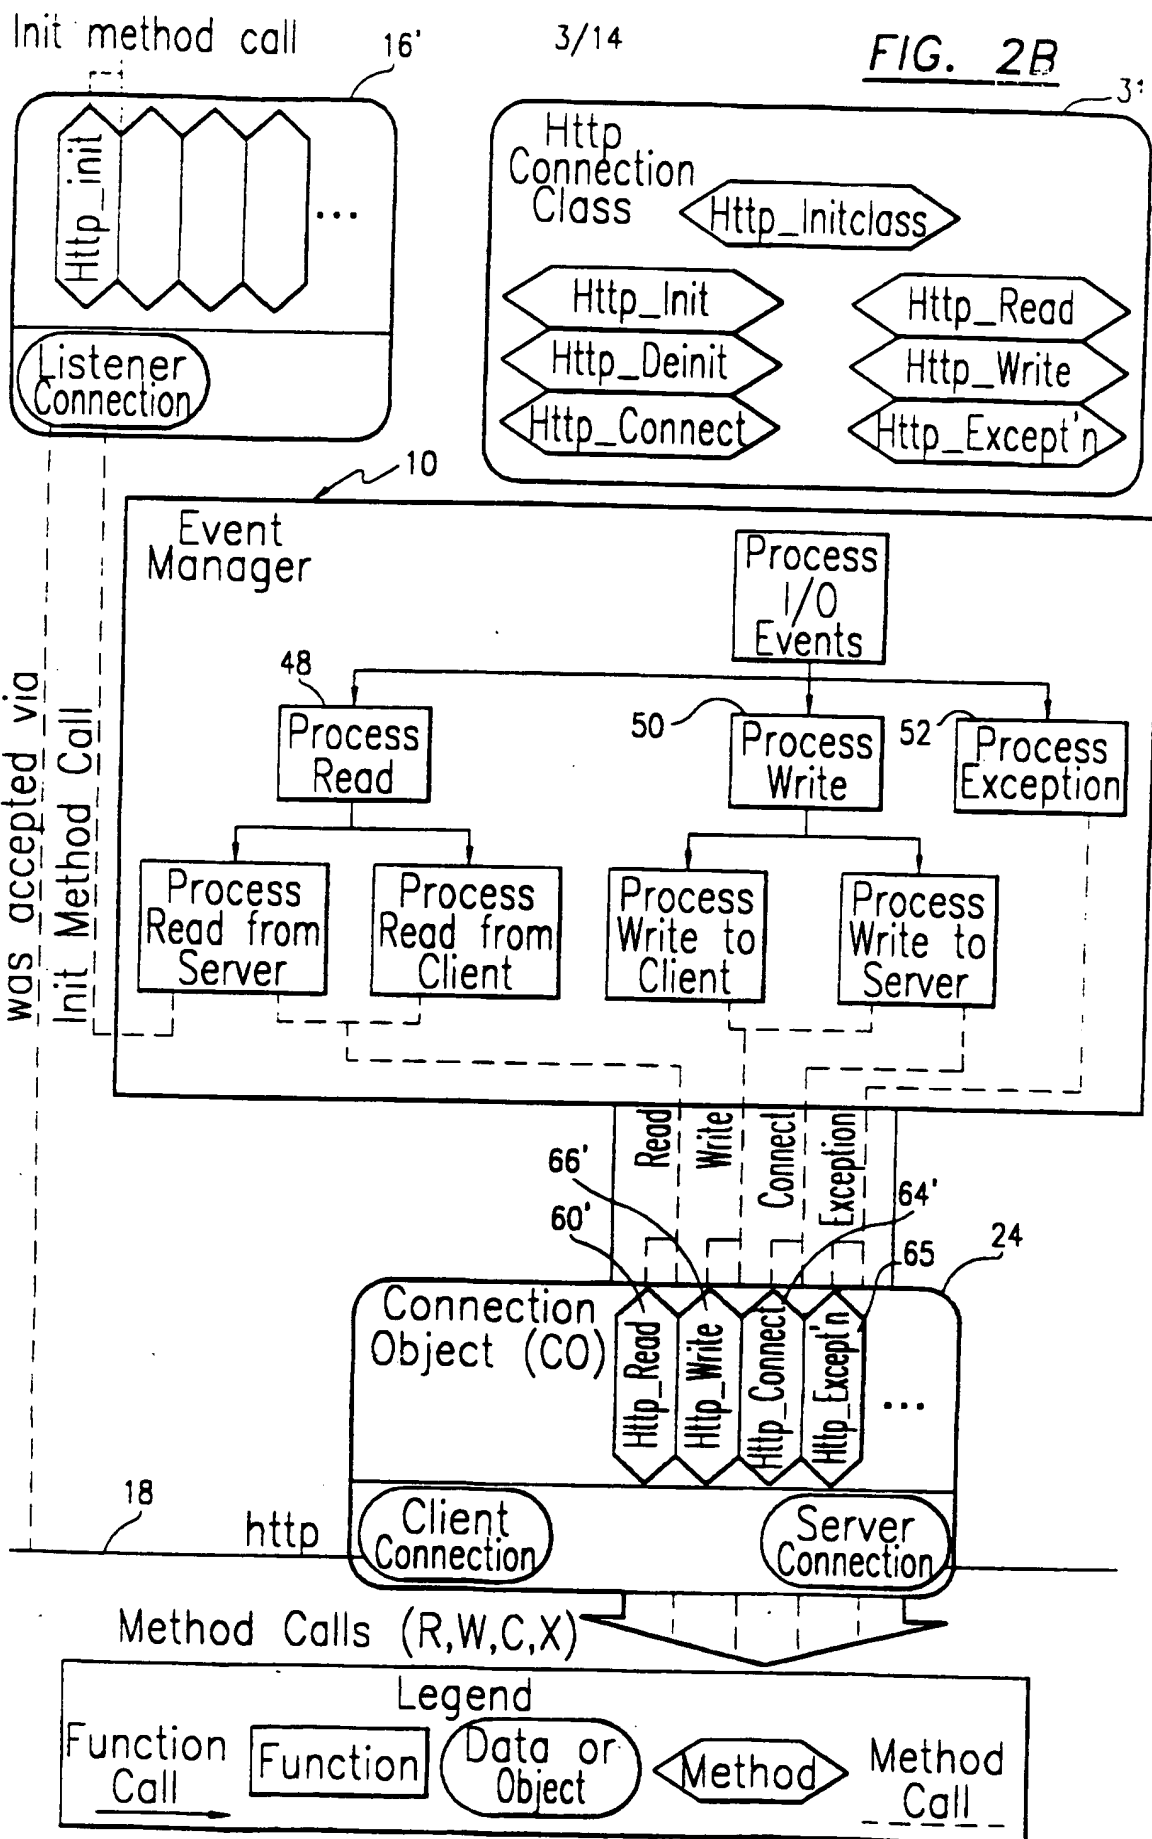 Init method call
16'
3/14
FIG. 2B
3'
Http_init
...
Listener
Connection
Http
Connection
Class
Http_Initclass
Http_Init
Http_Deinit
Http_Connect
Http_Read
Http_Write
Http_Except'n
10
Event
Manager
Process
I/O
Events
48
Process
Read
50
Process
Write
52
Process
Exception
Process
Read from
Server
Process
Read from
Client
Process
Write to
Client
Process
Write to
Server
was accepted via
Init Method Call
Read
Write
Connect
Exception
66'
60'
64'
65
24
Connection
Object (CO)
Http_Read
Http_Write
Http_Connect
Http_Except'n
...
18
http
Client
Connection
Server
Connection
Method Calls (R,W,C,X)
Legend
Function
Call
Function
Data or
Object
Method
Method
Call